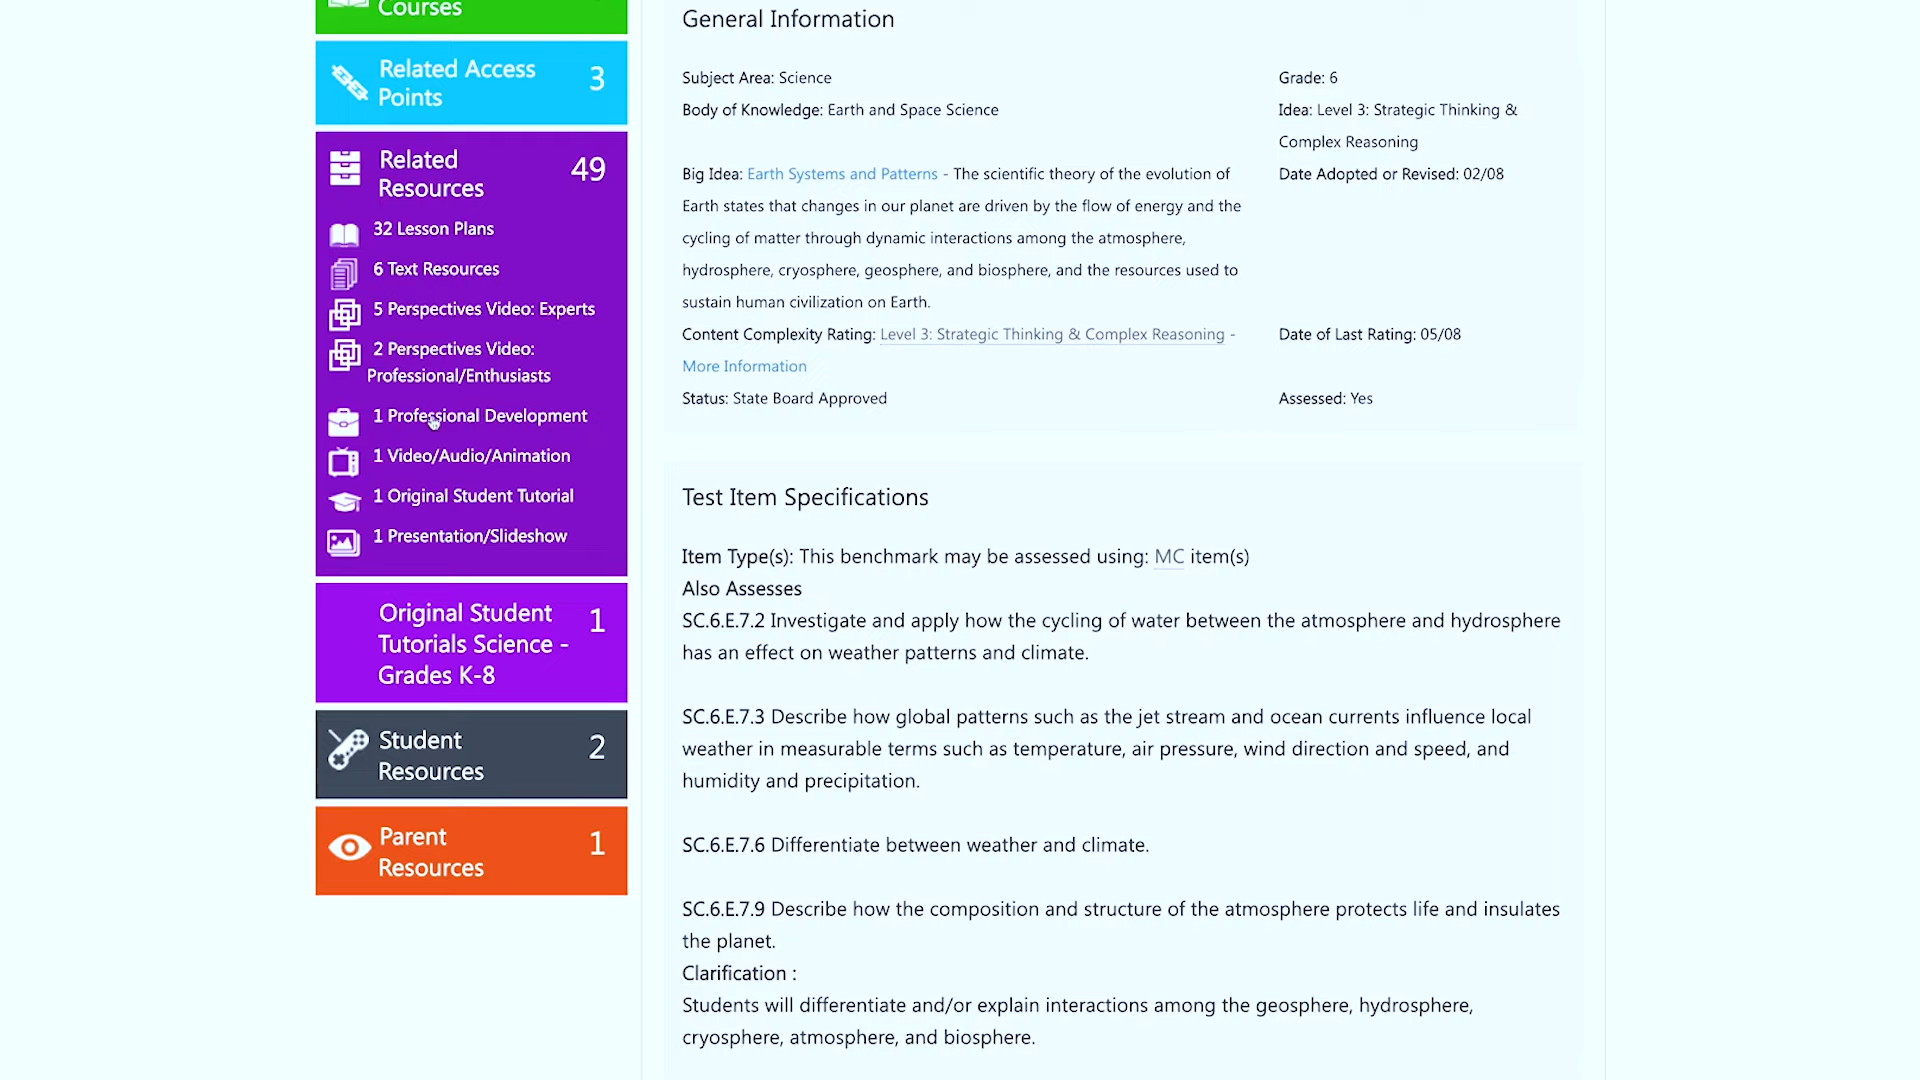 Courses
Related Access
Points
3
Related
Resources
49
32 Lesson Plans
6 Text Resources
5 Perspectives Video: Experts
2 Perspectives Video:
Professional/Enthusiasts
1 Professional Development
1 Video/Audio/Animation
1 Original Student Tutorial
1 Presentation/Slideshow
Original Student
Tutorials Science -
Grades K-8
1
Student
Resources
2
Parent
Resources
1
General Information
Subject Area: Science
Grade: 6
Body of Knowledge: Earth and Space Science
Idea: Level 3: Strategic Thinking &
Complex Reasoning
Big Idea: Earth Systems and Patterns - The scientific theory of the evolution of
Earth states that changes in our planet are driven by the flow of energy and the
cycling of matter through dynamic interactions among the atmosphere,
hydrosphere, cryosphere, geosphere, and biosphere, and the resources used to
sustain human civilization on Earth.
Date Adopted or Revised: 02/08
Content Complexity Rating: Level 3: Strategic Thinking & Complex Reasoning -
More Information
Date of Last Rating: 05/08
Status: State Board Approved
Assessed: Yes
Test Item Specifications
Item Type(s): This benchmark may be assessed using: MC item(s)
Also Assesses
SC.6.E.7.2 Investigate and apply how the cycling of water between the atmosphere and hydrosphere
has an effect on weather patterns and climate.
SC.6.E.7.3 Describe how global patterns such as the jet stream and ocean currents influence local
weather in measurable terms such as temperature, air pressure, wind direction and speed, and
humidity and precipitation.
SC.6.E.7.6 Differentiate between weather and climate.
SC.6.E.7.9 Describe how the composition and structure of the atmosphere protects life and insulates
the planet.
Clarification :
Students will differentiate and/or explain interactions among the geosphere, hydrosphere,
cryosphere, atmosphere, and biosphere.